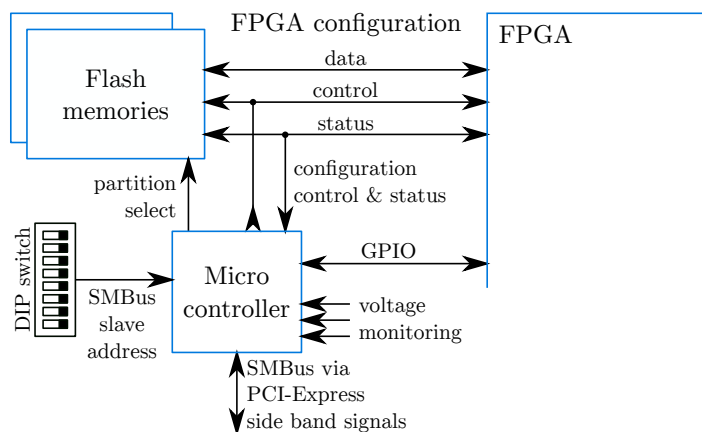 FPGA configuration
FPGA
Flash
memories
data
control
status
partition
select
configuration
control & status
DIP switch
SMBus
slave
address
Micro
controller
GPIO
voltage
monitoring
SMBus via
PCI-Express
side band signals